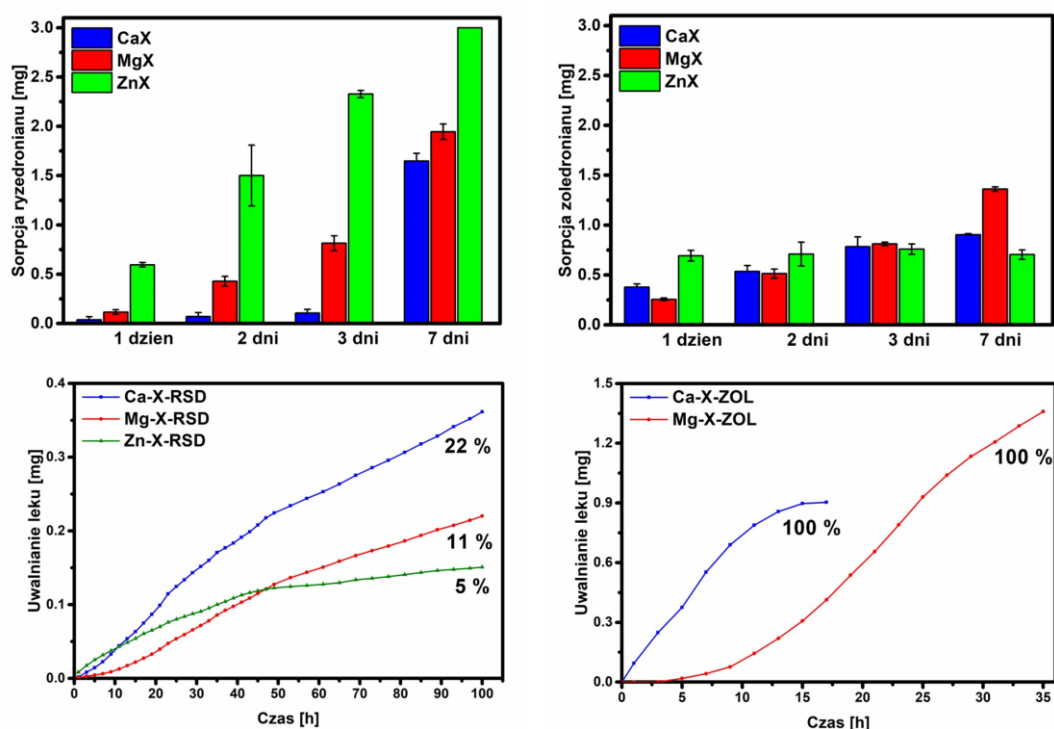 3.0
2.5
2.0
1.5
1.0
0.5
0.0
Sorpcja ryzedronianu [mg]
CaX
MgX
ZnX
1 dzien 2 dni 3 dni 7 dni
3.0
2.5
2.0
1.5
1.0
0.5
0.0
Sorpcja zoledronianu [mg]
CaX
MgX
ZnX
1 dzien 2 dni 3 dni 7 dni
0.4
0.3
0.2
0.1
0.0
Uwalnianie leku [mg]
Ca-X-RSD
Mg-X-RSD
Zn-X-RSD
22 %
11 %
5 %
0 10 20 30 40 50 60 70 80 90 100
Czas [h]
1.5
1.2
0.9
0.6
0.3
0.0
Uwalnianie leku [mg]
Ca-X-ZOL
Mg-X-ZOL
100 %
100 %
0 5 10 15 20 25 30 35
Czas [h]